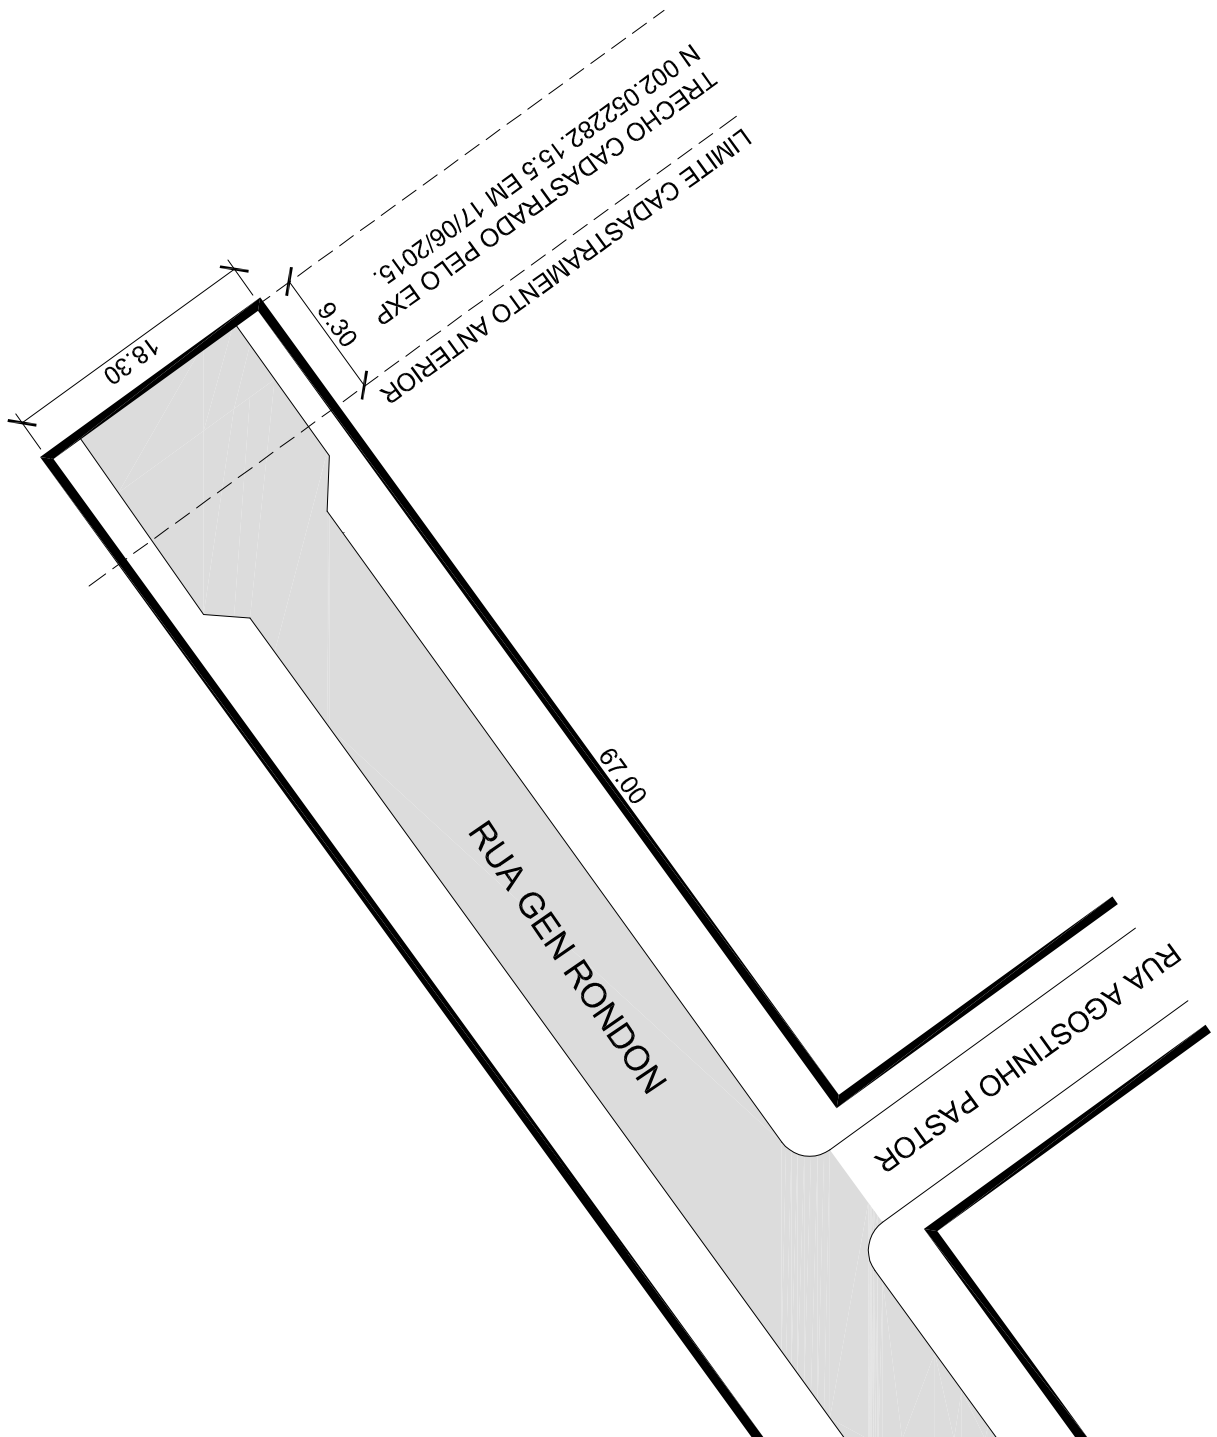 N 002.052282.15.5 EM 17/06/2015.
TRECHO CADASTRADO PELO EXP
LIMITE CADASTRAMENTO ANTERIOR
9.30
18.30
67.00
RUA GEN RONDON
RUA AGOSTINHO PASTOR